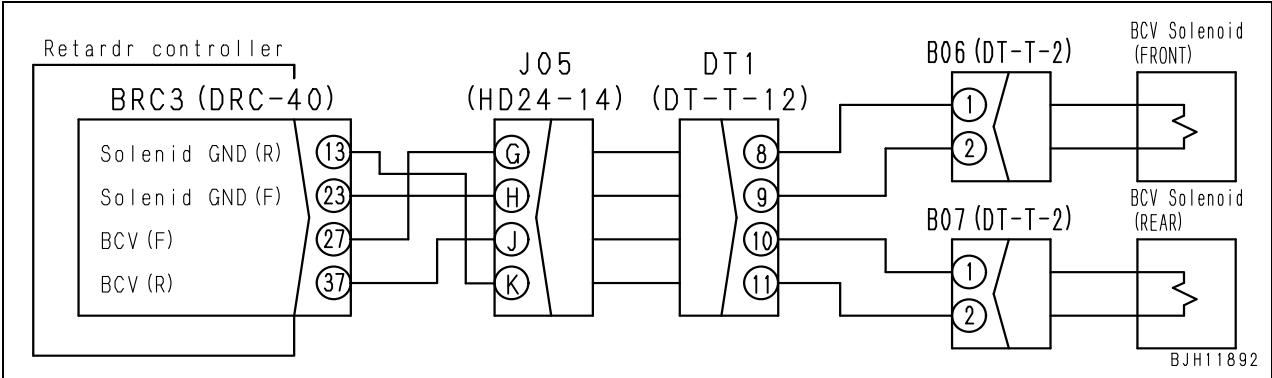 Retardr controller
BRC3 (DRC-40)
Solenid GND (R) 13
Solenid GND (F) 23
BCV (F) 27
BCV (R) 37
J05
(HD24-14)
G
H
J
K
DT1
(DT-T-12)
8
9
10
11
B06 (DT-T-2)
1
2
BCV Solenoid
(FRONT)
B07 (DT-T-2)
1
2
BCV Solenoid
(REAR)
BJH11892